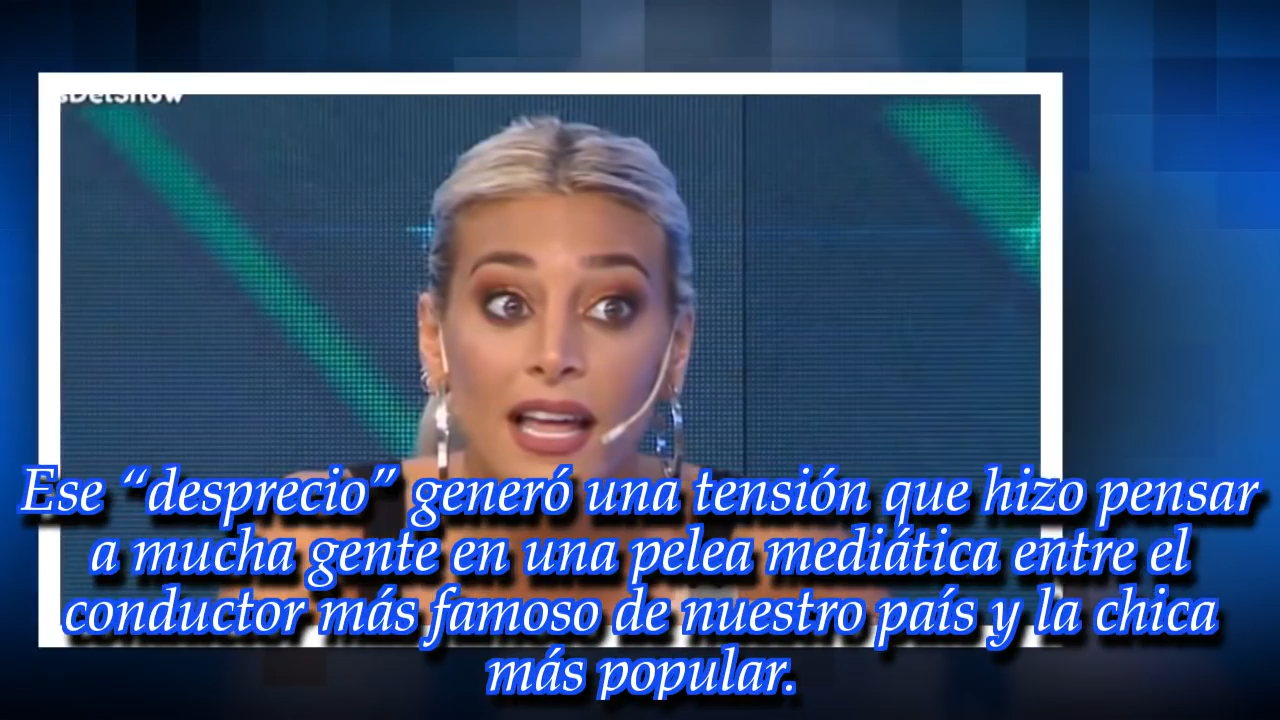 sDelShow
Ese “desprecio” generó una tensión que hizo pensar
a mucha gente en una pelea mediática entre el
conductor más famoso de nuestro país y la chica
más popular.